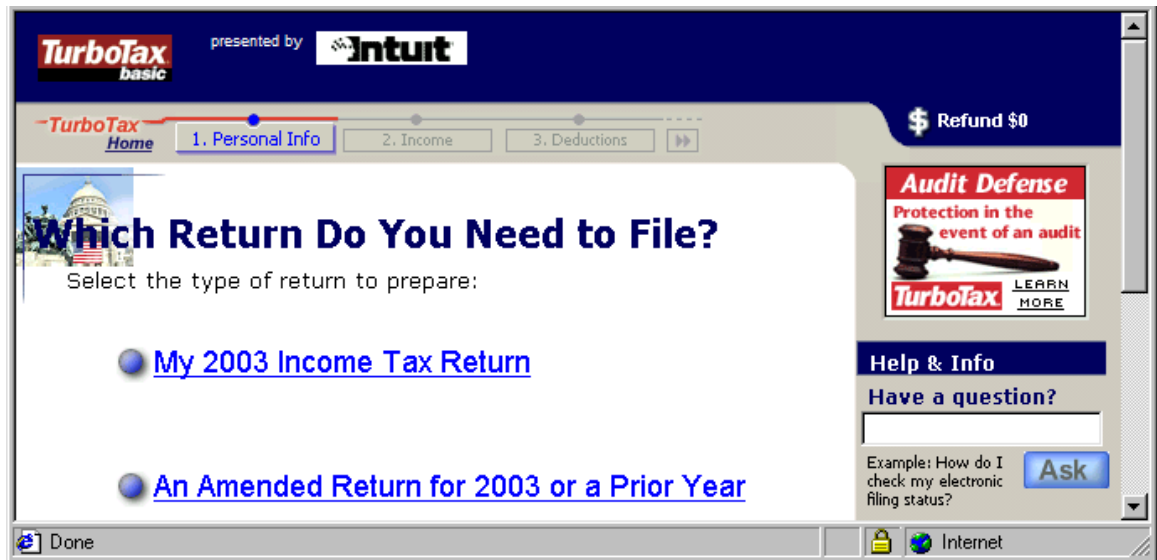 TurboTax
basic
presented by
Intuit
TurboTax
Home
1. Personal Info
2. Income
3. Deductions
$ Refund $0
Which Return Do You Need to File?
Select the type of return to prepare:
My 2003 Income Tax Return
An Amended Return for 2003 or a Prior Year
Audit Defense
Protection in the
event of an audit
TurboTax
LEARN
MORE
Help & Info
Have a question?
Example: How do I
check my electronic
filing status?
Ask
Done
Internet